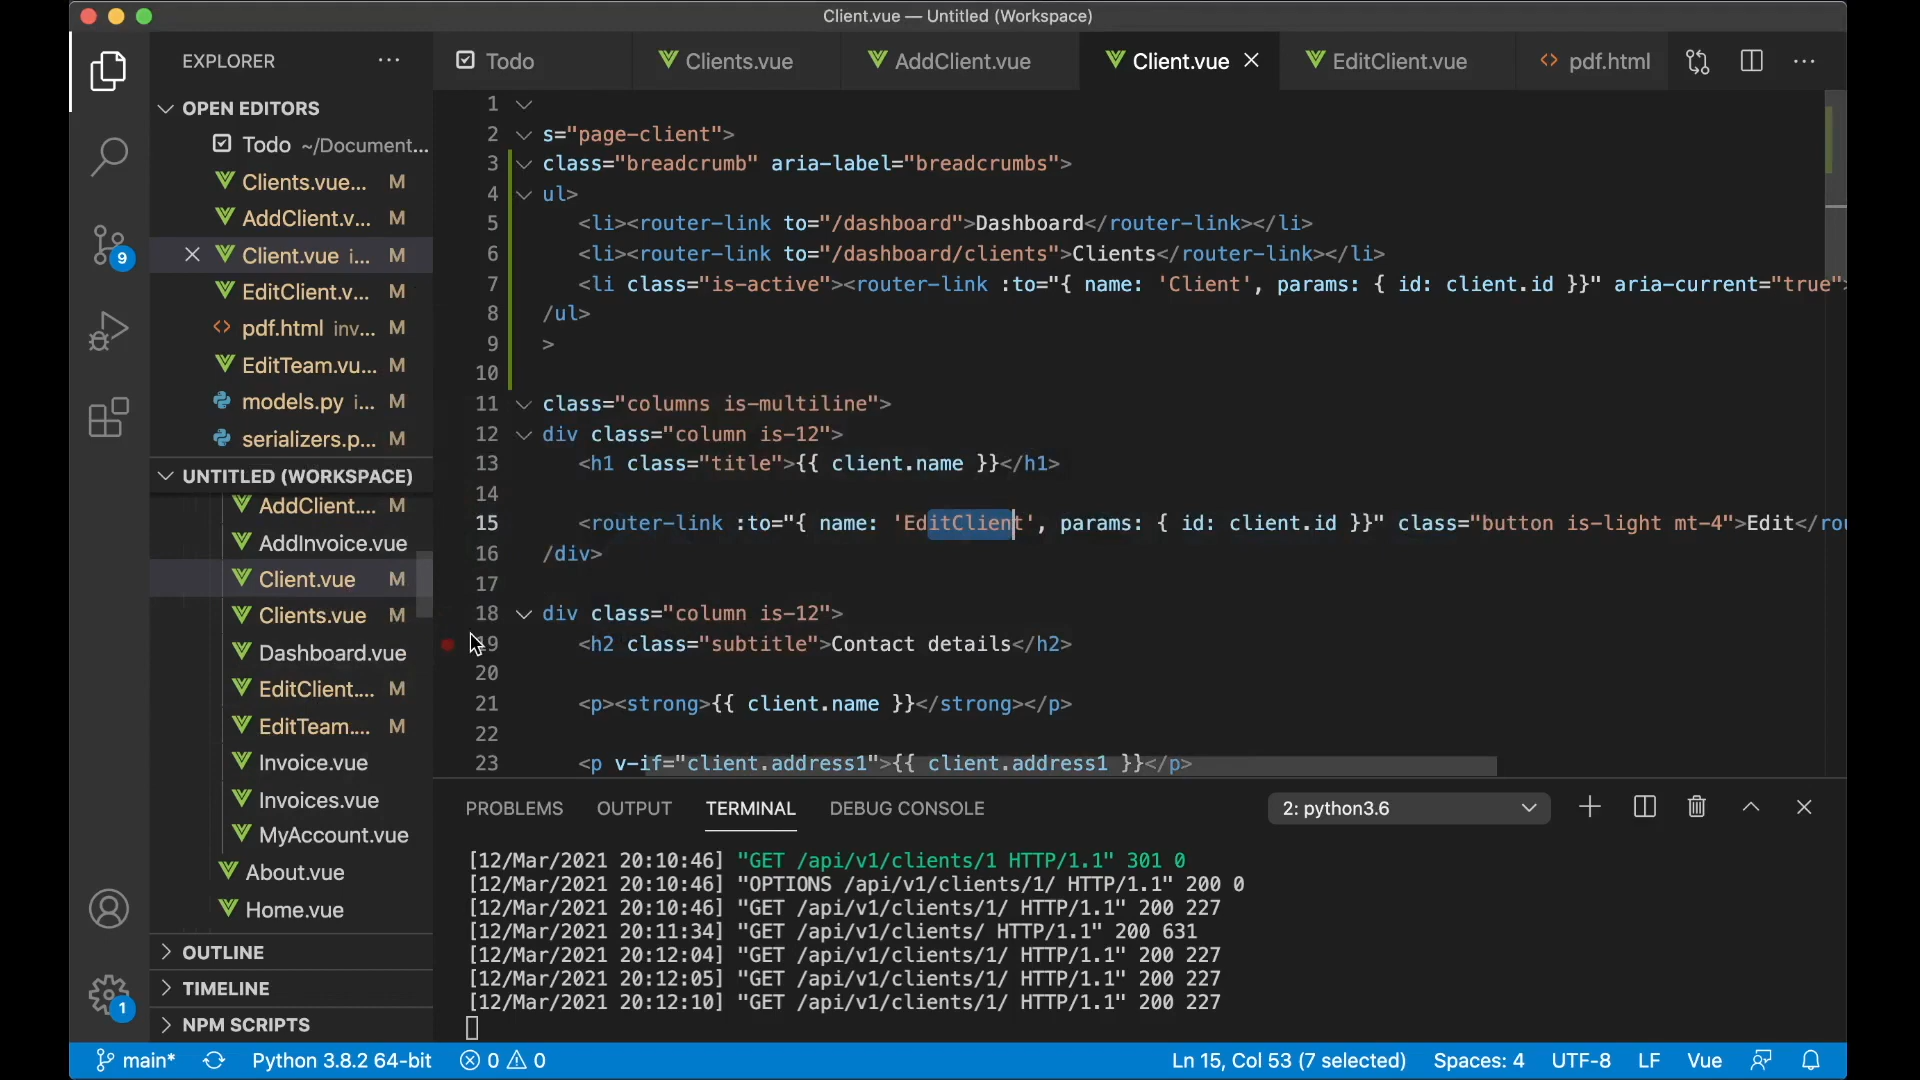 Client.vue — Untitled (Workspace)
EXPLORER
Todo
Clients.vue
AddClient.vue
Client.vue
EditClient.vue
pdf.html
OPEN EDITORS
Todo ~/Document...
Clients.vue... M
AddClient.v... M
Client.vue i... M
EditClient.v... M
pdf.html inv... M
EditTeam.vu... M
models.py i... M
serializers.p... M
UNTITLED (WORKSPACE)
AddClient.... M
AddInvoice.vue
Client.vue M
Clients.vue M
Dashboard.vue
EditClient.... M
EditTeam.... M
Invoice.vue
Invoices.vue
MyAccount.vue
About.vue
Home.vue
OUTLINE
TIMELINE
NPM SCRIPTS
9
1
1
2 s="page-client">
3 class="breadcrumb" aria-label="breadcrumbs">
4 ul>
5 <li><router-link to="/dashboard">Dashboard</router-link></li>
6 <li><router-link to="/dashboard/clients">Clients</router-link></li>
7 <li class="is-active"><router-link :to="{ name: 'Client', params: { id: client.id }}" aria-current="true">
8 /ul>
9 >
10
11 class="columns is-multiline">
12 div class="column is-12">
13 <h1 class="title">{{ client.name }}</h1>
14
15 <router-link :to="{ name: 'EditClient', params: { id: client.id }}" class="button is-light mt-4">Edit</rou
16 /div>
17
18 div class="column is-12">
19 <h2 class="subtitle">Contact details</h2>
20
21 <p><strong>{{ client.name }}</strong></p>
22
23 <p v-if="client.address1">{{ client.address1 }}</p>
PROBLEMS OUTPUT TERMINAL DEBUG CONSOLE 2: python3.6
[12/Mar/2021 20:10:46] "GET /api/v1/clients/1 HTTP/1.1" 301 0
[12/Mar/2021 20:10:46] "OPTIONS /api/v1/clients/1/ HTTP/1.1" 200 0
[12/Mar/2021 20:10:46] "GET /api/v1/clients/1/ HTTP/1.1" 200 227
[12/Mar/2021 20:11:34] "GET /api/v1/clients/ HTTP/1.1" 200 631
[12/Mar/2021 20:12:04] "GET /api/v1/clients/1/ HTTP/1.1" 200 227
[12/Mar/2021 20:12:05] "GET /api/v1/clients/1/ HTTP/1.1" 200 227
[12/Mar/2021 20:12:10] "GET /api/v1/clients/1/ HTTP/1.1" 200 227
main* Python 3.8.2 64-bit 0 0 Ln 15, Col 53 (7 selected) Spaces: 4 UTF-8 LF Vue